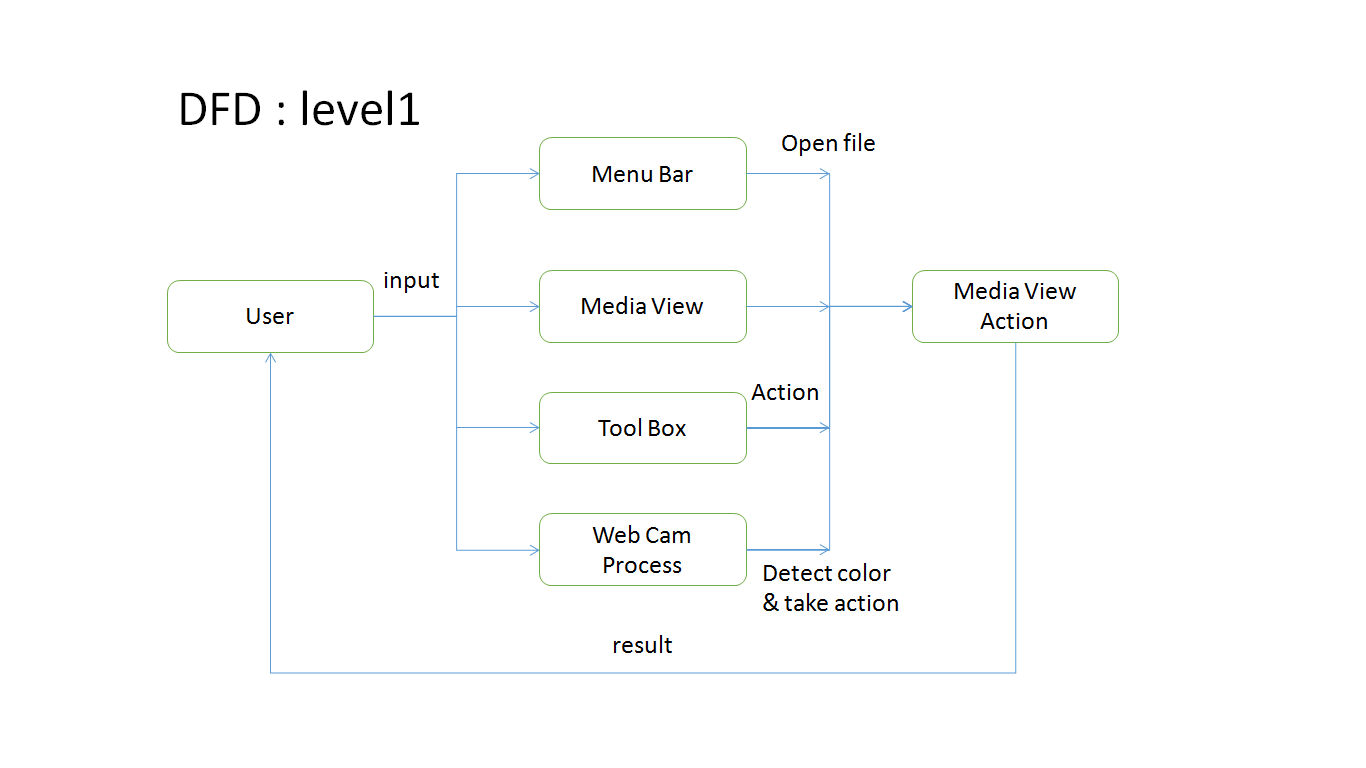 DFD : level1
Open file
Menu Bar
input
Media View
Media View
Action
User
Action
Tool Box
Web Cam
Process
Detect color
& take action
result